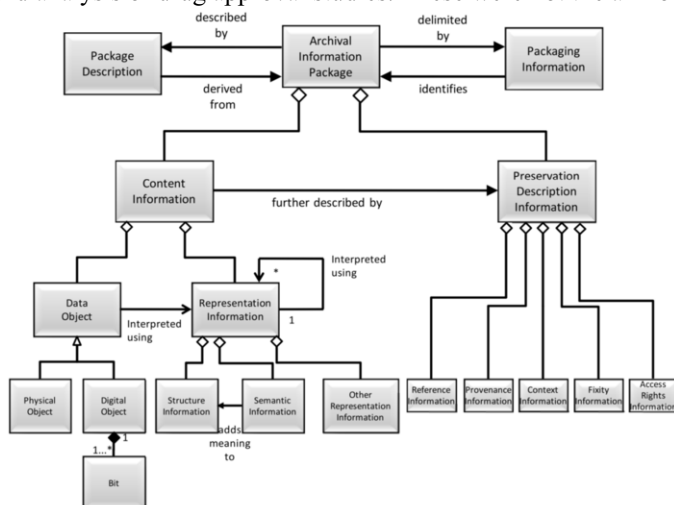 described
by
Archival
Information
Package
delimited
by
Package
Description
Packaging
Information
derived
from
identifies
Content
Information
further described by
Preservation
Description
Information
Interpreted
using
*
1
Data
Object
Interpreted
using
Representation
Information
Physical
Object
Digital
Object
Structure
Information
Semantic
Information
Other
Representation
Information
Reference
Information
Provenance
Information
Context
Information
Fixity
Information
Access
Rights
Information
adds
meaning
to
1
1...*
Bit